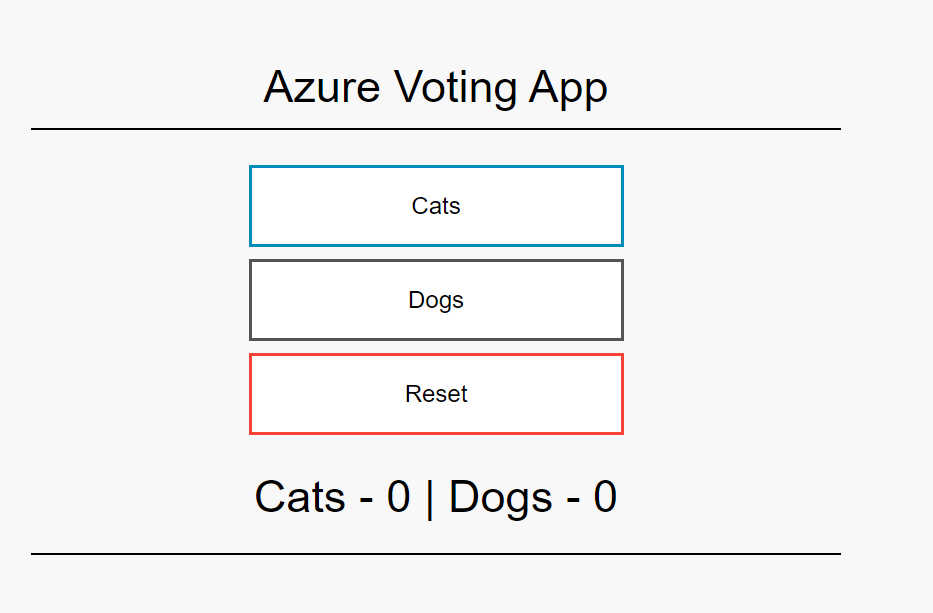 Azure Voting App
Cats
Dogs
Reset
Cats - 0 | Dogs - 0